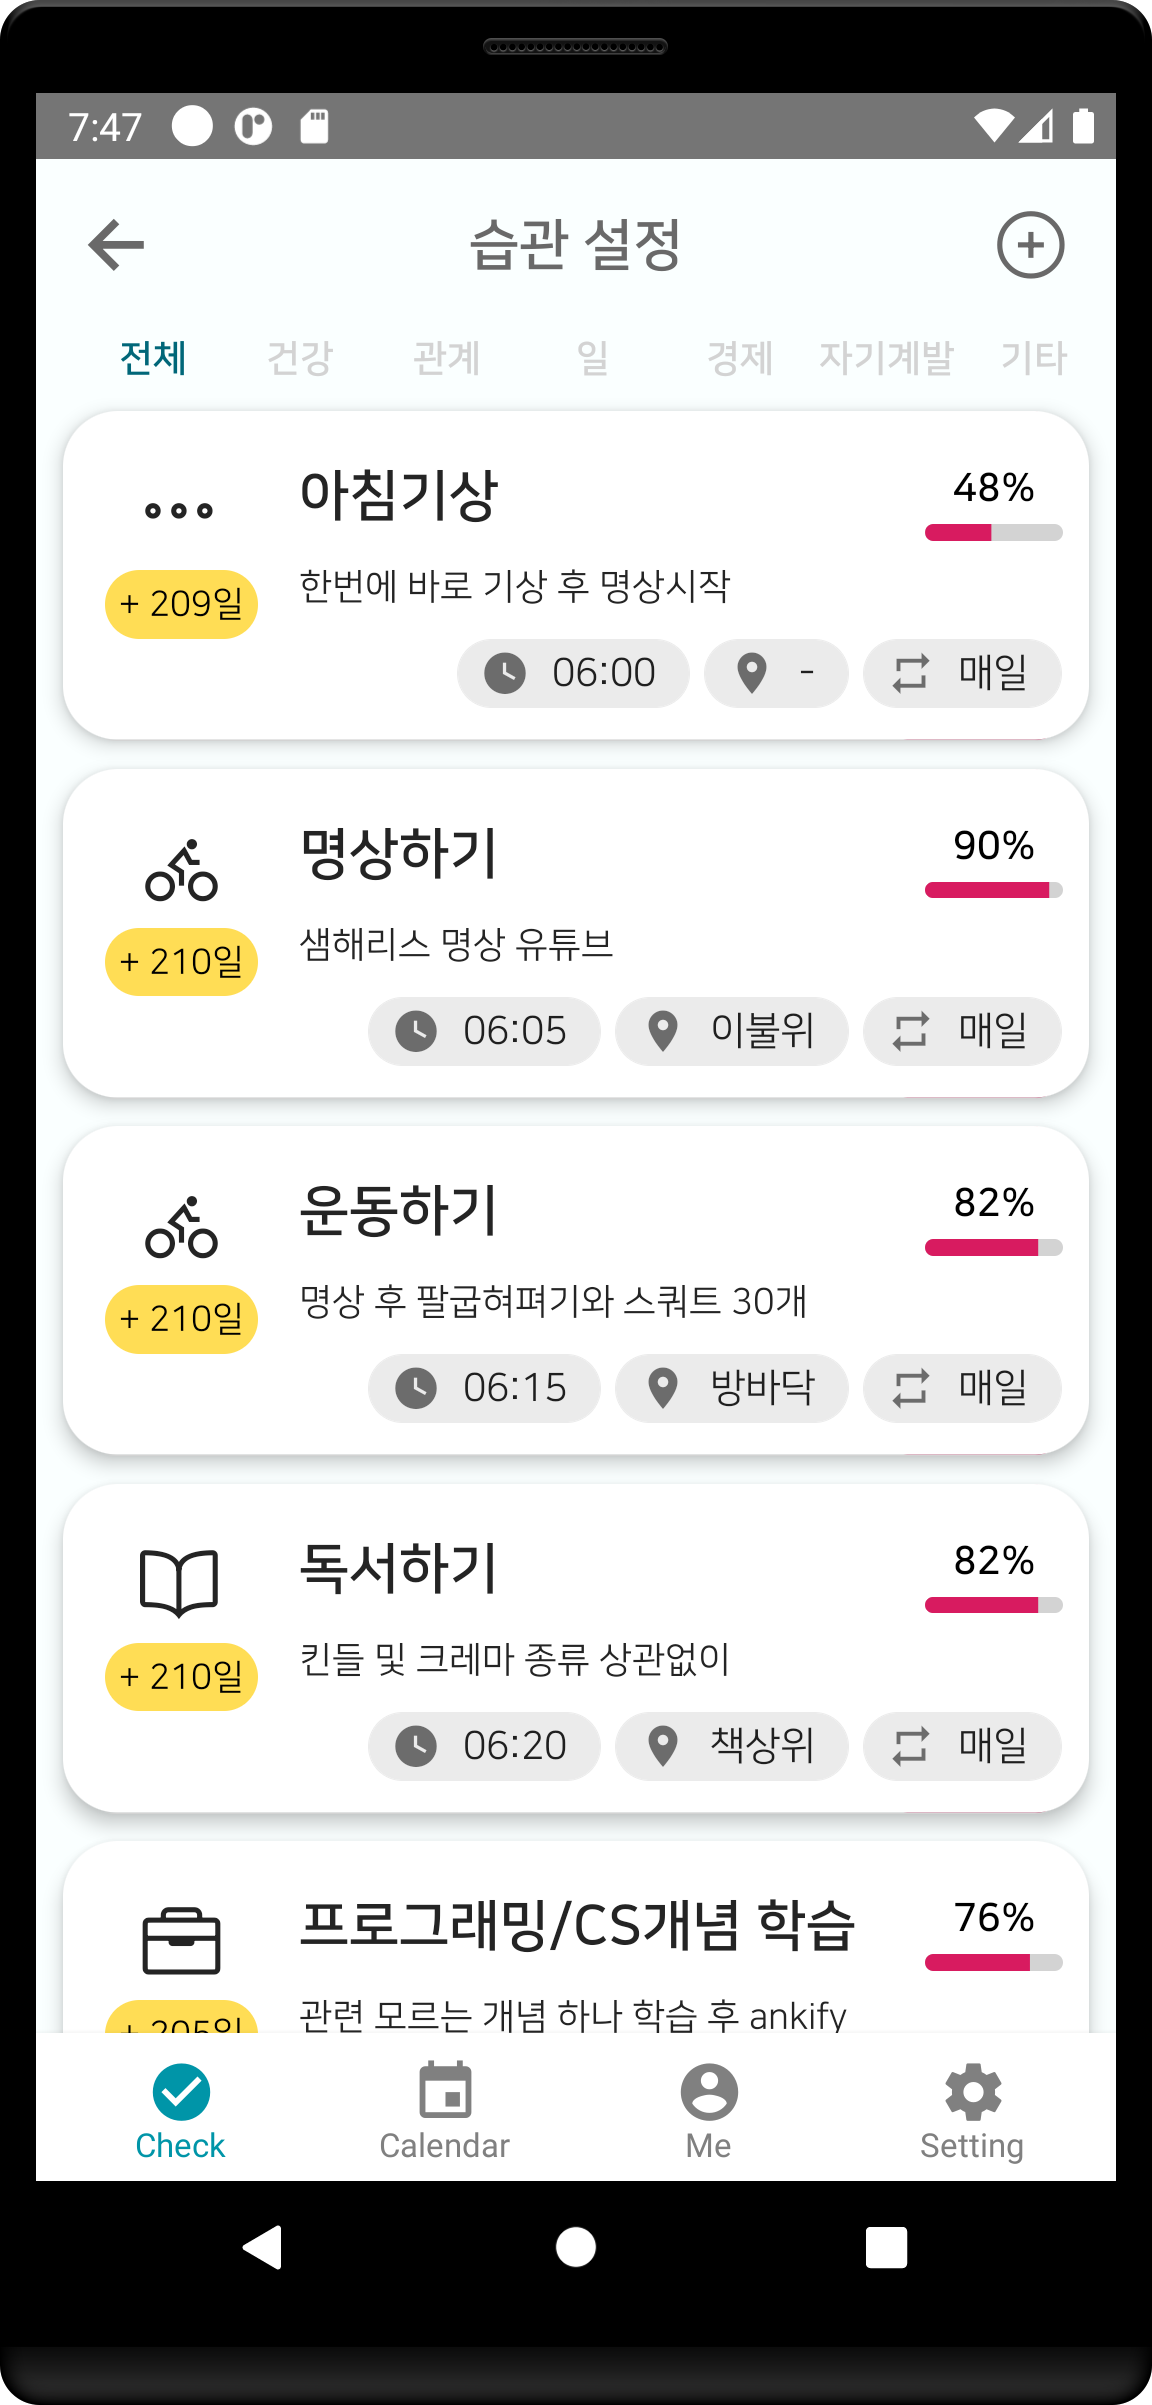 7:47
습관 설정
전체 건강 관계 일 경제 자기계발 기타
아침기상
48%
+ 209일
한번에 바로 기상 후 명상시작
06:00 - 매일
명상하기
90%
+ 210일
샘해리스 명상 유튜브
06:05 이불위 매일
운동하기
82%
+ 210일
명상 후 팔굽혀펴기와 스쿼트 30개
06:15 방바닥 매일
독서하기
82%
+ 210일
킨들 및 크레마 종류 상관없이
06:20 책상위 매일
프로그래밍/CS개념 학습
76%
+ 205일
관련 모르는 개념 하나 학습 후 ankify
Check Calendar Me Setting